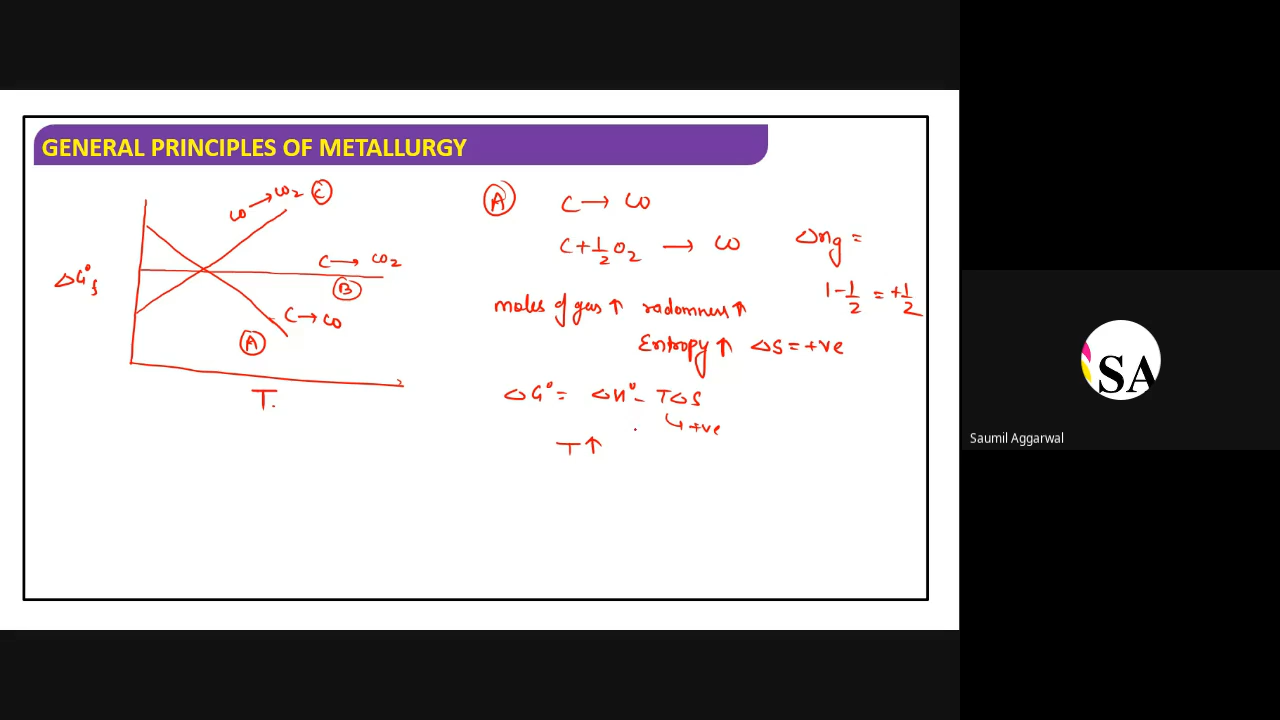 GENERAL PRINCIPLES OF METALLURGY
CO → CO2 (C)
C → CO2
(B)
ΔG°f
C → CO
(A)
T.
(A) C → CO
C + 1/2 O2 → CO
Δng =
1 - 1/2 = + 1/2
moles of gas ↑ radomness ↑
Entropy ↑ ΔS = +ve
ΔG° = ΔH° - TΔS
↳ +ve
T ↑
SA
Saumil Aggarwal